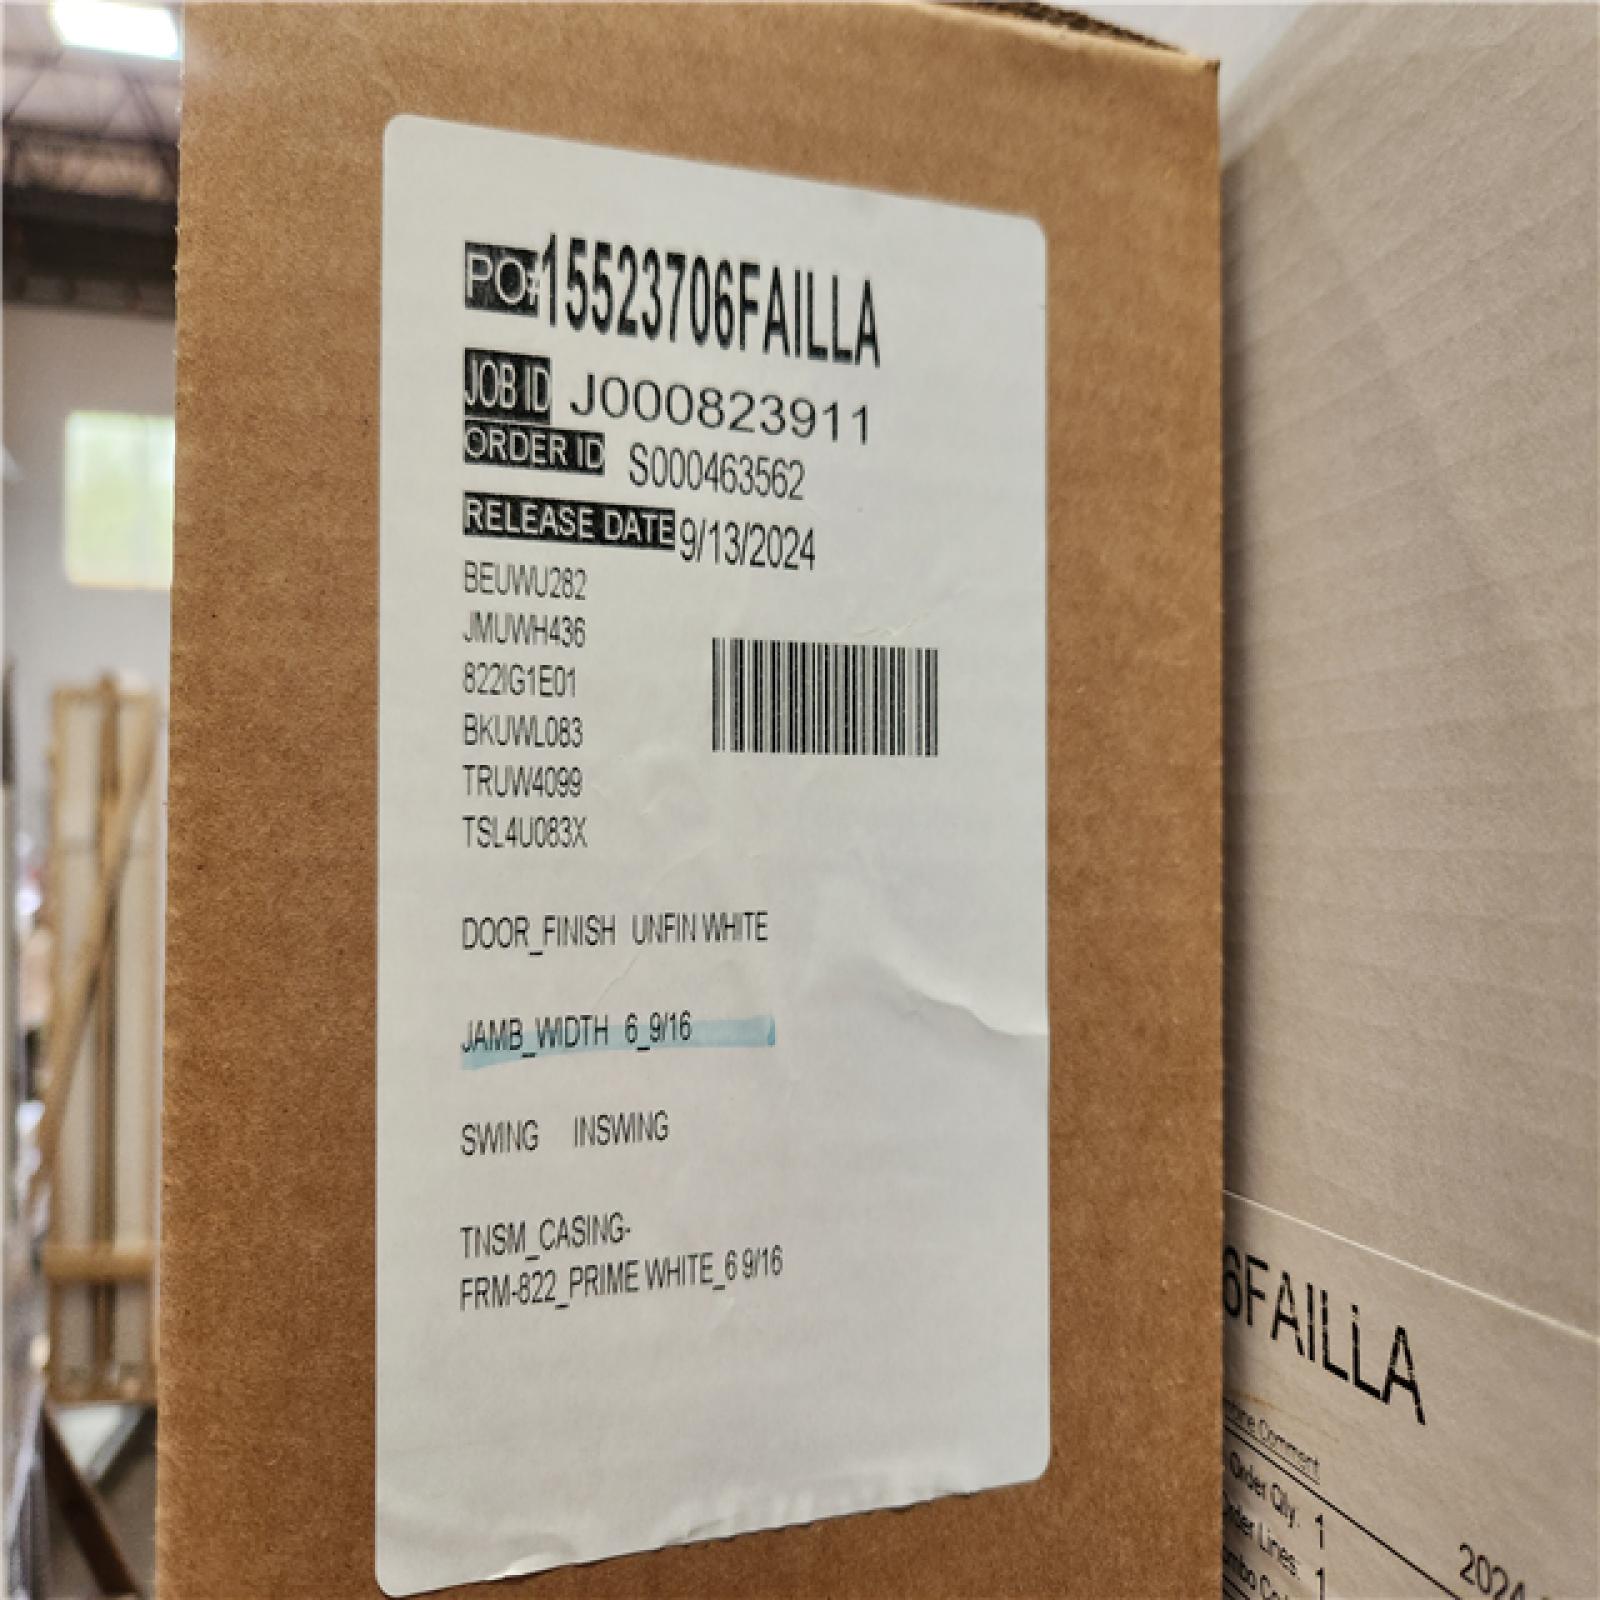 PO#15523706FAILLA
JOB ID J000823911
ORDER ID S000463562
RELEASE DATE 9/13/2024
BEUWU282
JMUWH436
822IG1E01
BKUWL083
TRUW4099
TSL4U083X
DOOR_FINISH UNFIN WHITE
JAMB_WIDTH 6_9/16
SWING INSWING
TNSM_CASING-
FRM-822_PRIME WHITE_6 9/16
6FAILLA
Comment
Order Qty: 1
Order Lines: 1
2024